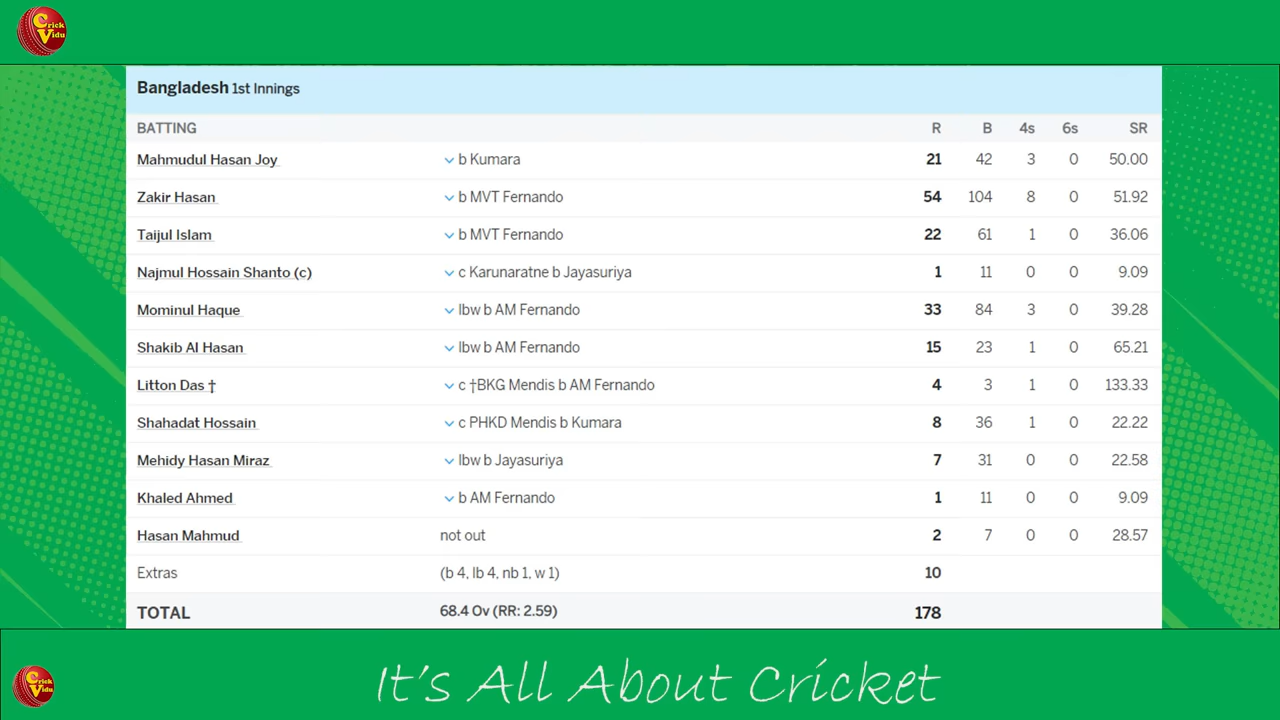 Crick
Vidu
Bangladesh 1st Innings
BATTING R B 4s 6s SR
Mahmudul Hasan Joy b Kumara 21 42 3 0 50.00
Zakir Hasan b MVT Fernando 54 104 8 0 51.92
Taijul Islam b MVT Fernando 22 61 1 0 36.06
Najmul Hossain Shanto (c) c Karunaratne b Jayasuriya 1 11 0 0 9.09
Mominul Haque lbw b AM Fernando 33 84 3 0 39.28
Shakib Al Hasan lbw b AM Fernando 15 23 1 0 65.21
Litton Das † c †BKG Mendis b AM Fernando 4 3 1 0 133.33
Shahadat Hossain c PHKD Mendis b Kumara 8 36 1 0 22.22
Mehidy Hasan Miraz lbw b Jayasuriya 7 31 0 0 22.58
Khaled Ahmed b AM Fernando 1 11 0 0 9.09
Hasan Mahmud not out 2 7 0 0 28.57
Extras (b 4, lb 4, nb 1, w 1) 10
TOTAL 68.4 Ov (RR: 2.59) 178
Crick
Vidu
It's All About Cricket